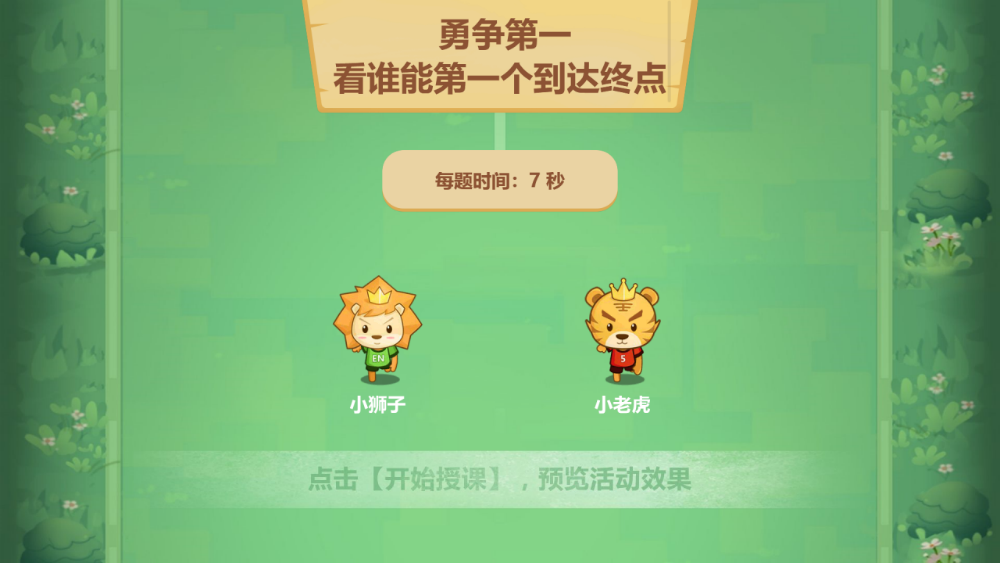 勇争第一
看谁能第一个到达终点
每题时间：7 秒
EN
5
小狮子
小老虎
点击【开始授课】，预览活动效果